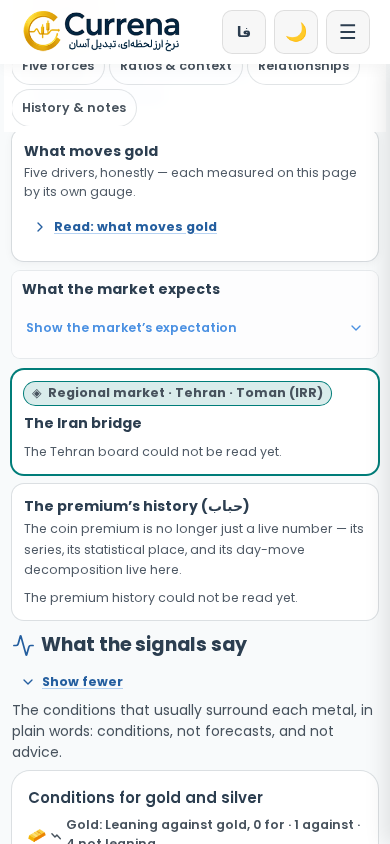 Currena
نرخ لحظه‌ای، تبدیل آسان
فا
Five forces
Ratios & context
Relationships
History & notes
What moves gold
Five drivers, honestly — each measured on this page
by its own gauge.
Read: what moves gold
What the market expects
Show the market’s expectation
Regional market · Tehran · Toman (IRR)
The Iran bridge
The Tehran board could not be read yet.
The premium’s history (حباب)
The coin premium is no longer just a live number — its
series, its statistical place, and its day-move
decomposition live here.
The premium history could not be read yet.
What the signals say
Show fewer
The conditions that usually surround each metal, in
plain words: conditions, not forecasts, and not
advice.
Conditions for gold and silver
Gold: Leaning against gold, 0 for · 1 against ·
4 not leaning